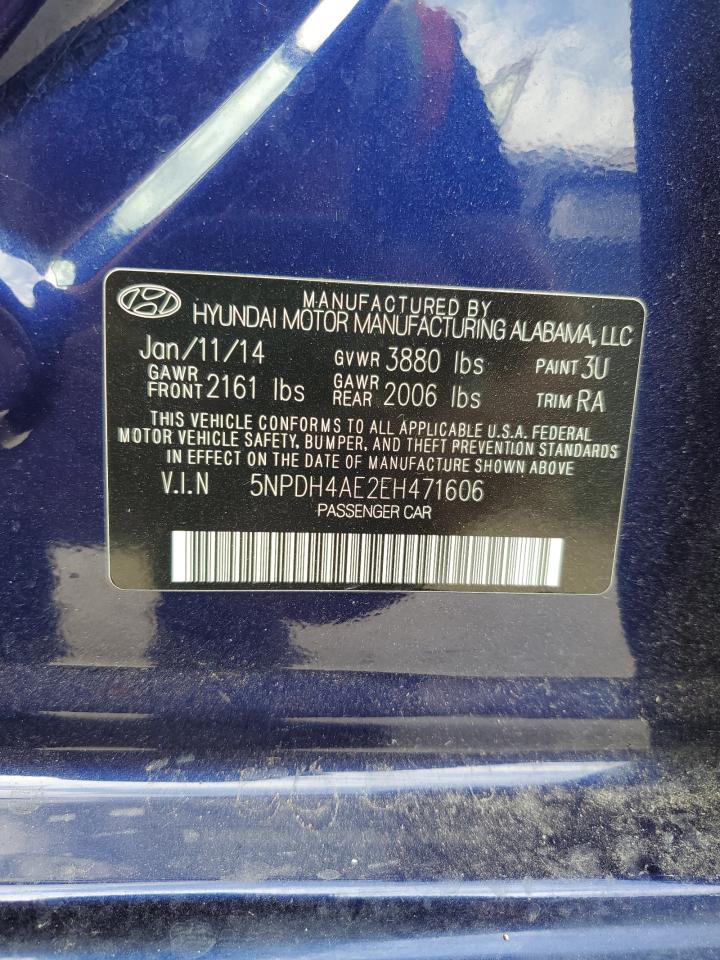 MANUFACTURED BY
HYUNDAI MOTOR MANUFACTURING ALABAMA, LLC
Jan/11/14 GVWR 3880 lbs PAINT 3U
GAWR FRONT 2161 lbs GAWR REAR 2006 lbs TRIM RA
THIS VEHICLE CONFORMS TO ALL APPLICABLE U.S.A. FEDERAL
MOTOR VEHICLE SAFETY, BUMPER, AND THEFT PREVENTION STANDARDS
IN EFFECT ON THE DATE OF MANUFACTURE SHOWN ABOVE.
V.I.N 5NPDH4AE2EH471606
PASSENGER CAR